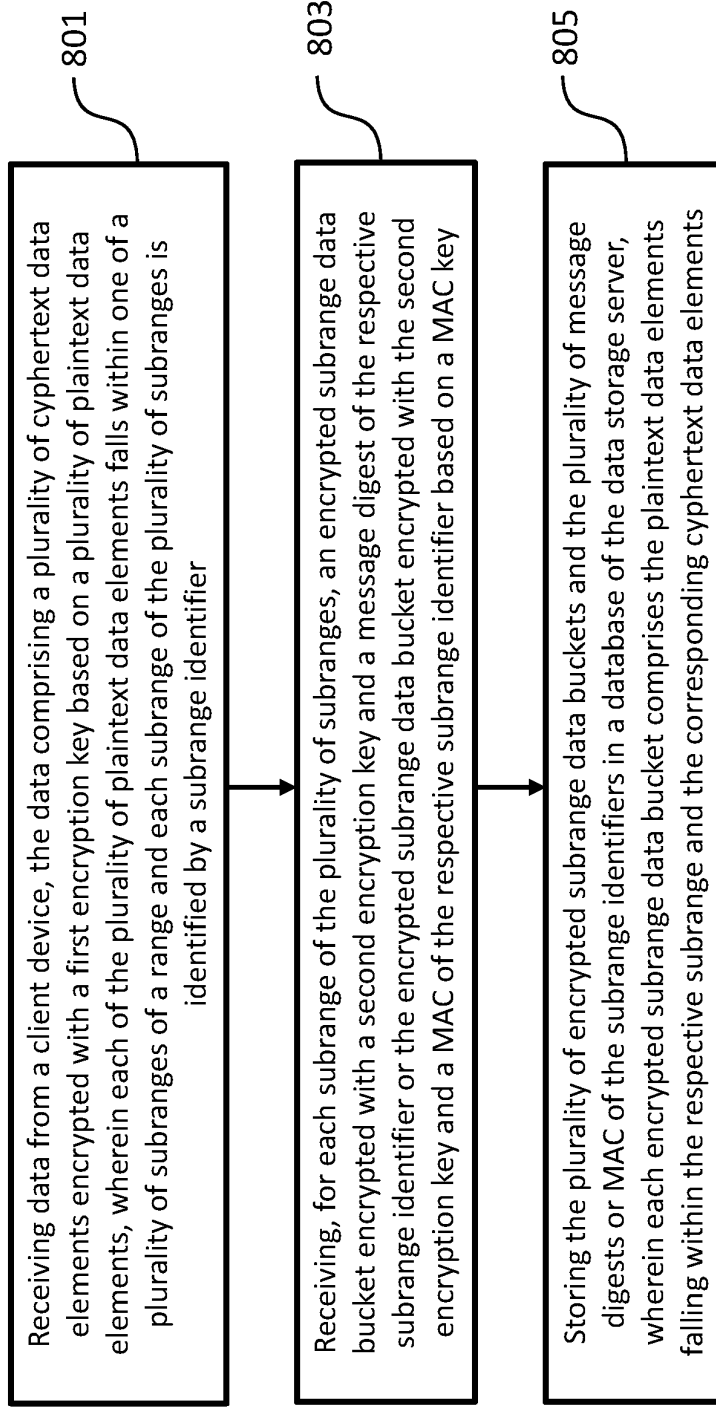 Receiving data from a client device, the data comprising a plurality of cyphertext data
elements encrypted with a first encryption key based on a plurality of plaintext data
elements, wherein each of the plurality of plaintext data elements falls within one of a
plurality of subranges of a range and each subrange of the plurality of subranges is
identified by a subrange identifier
801
Receiving, for each subrange of the plurality of subranges, an encrypted subrange data
bucket encrypted with a second encryption key and a message digest of the respective
subrange identifier or the encrypted subrange data bucket encrypted with the second
encryption key and a MAC of the respective subrange identifier based on a MAC key
803
Storing the plurality of encrypted subrange data buckets and the plurality of message
digests or MAC of the subrange identifiers in a database of the data storage server,
wherein each encrypted subrange data bucket comprises the plaintext data elements
falling within the respective subrange and the corresponding cyphertext data elements
805